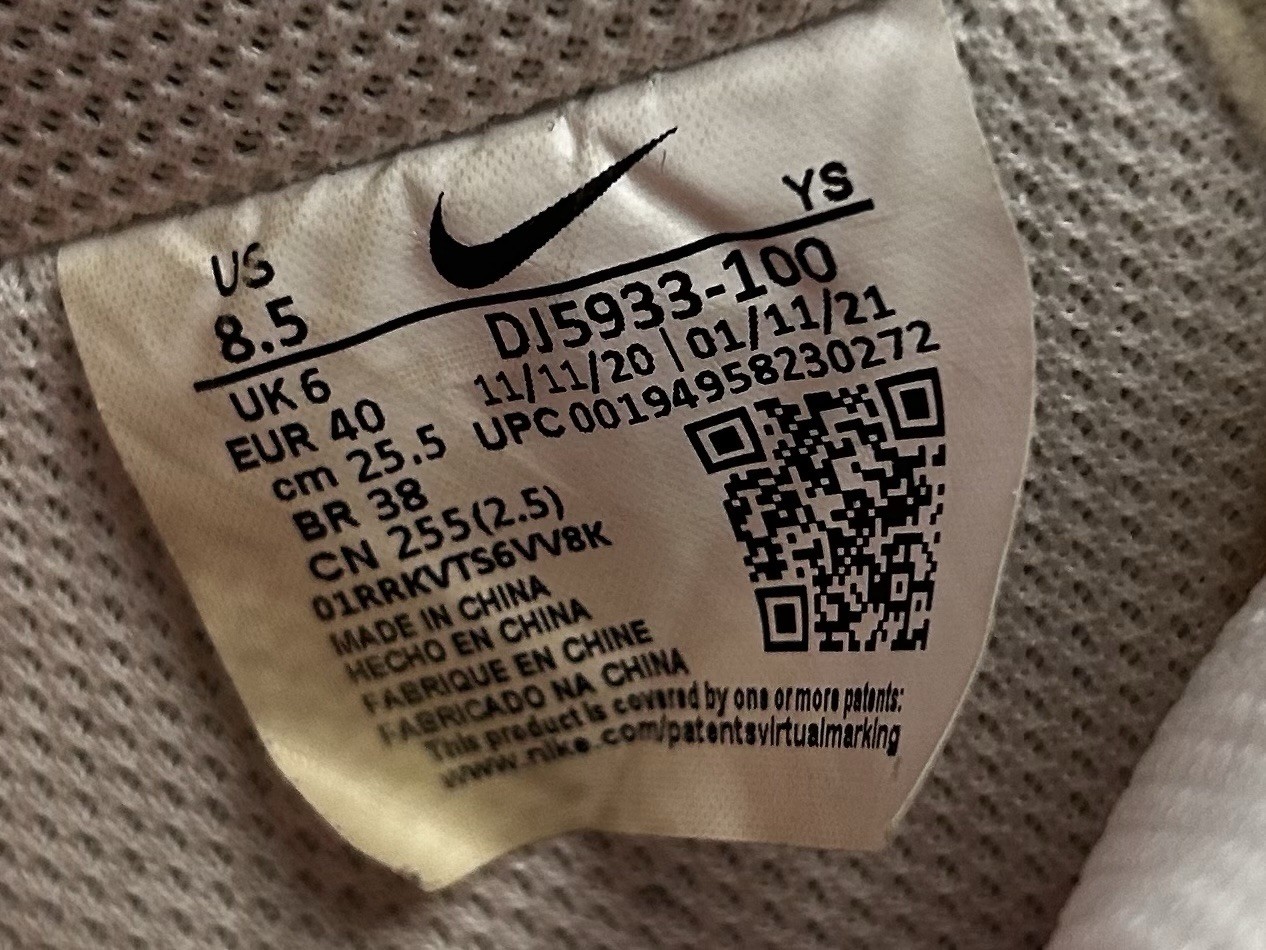 US
8.5
YS
UK 6
EUR 40
cm 25.5
BR 38
CN 255(2.5)
01RRKVTS6VV8K
DJ5933-100
11/11/20 | 01/11/21
UPC 00194958230272
MADE IN CHINA
HECHO EN CHINA
FABRIQUE EN CHINE
FABRICADO NA CHINA
This product is covered by one or more patents:
www.nike.com/patentsvirtualmarking